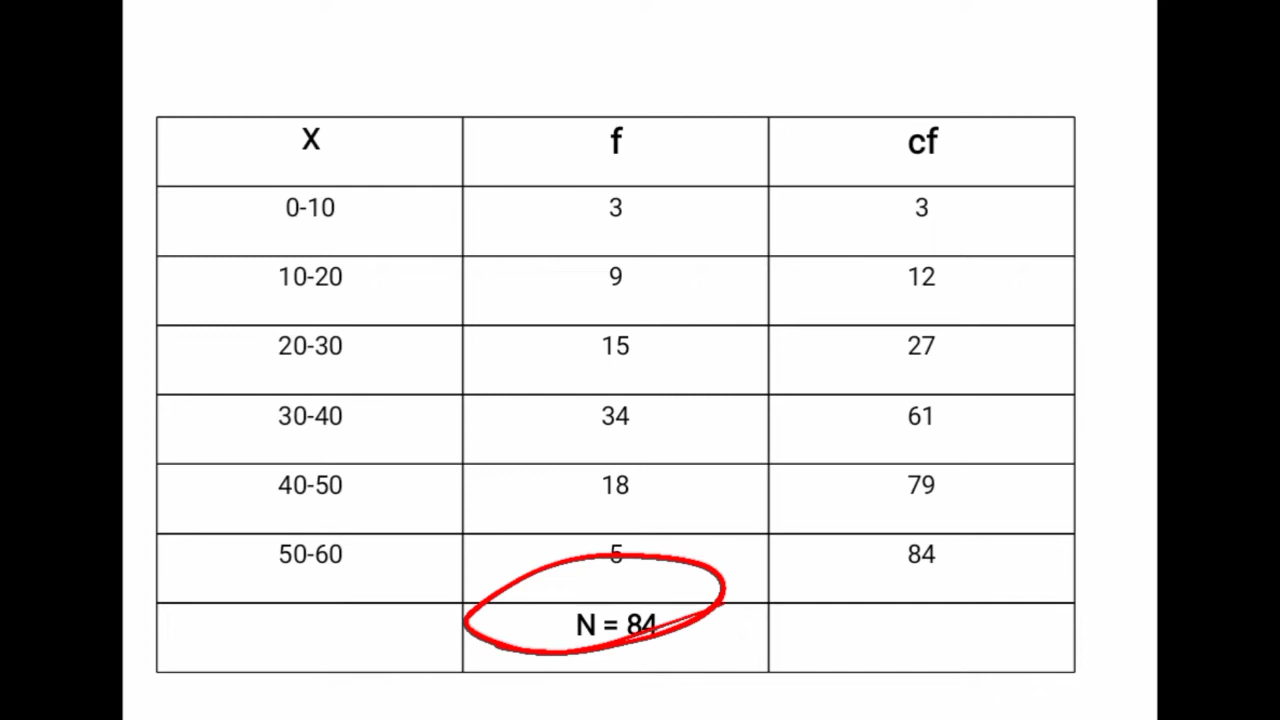 X f cf
0-10 3 3
10-20 9 12
20-30 15 27
30-40 34 61
40-50 18 79
50-60 5 84
N = 84